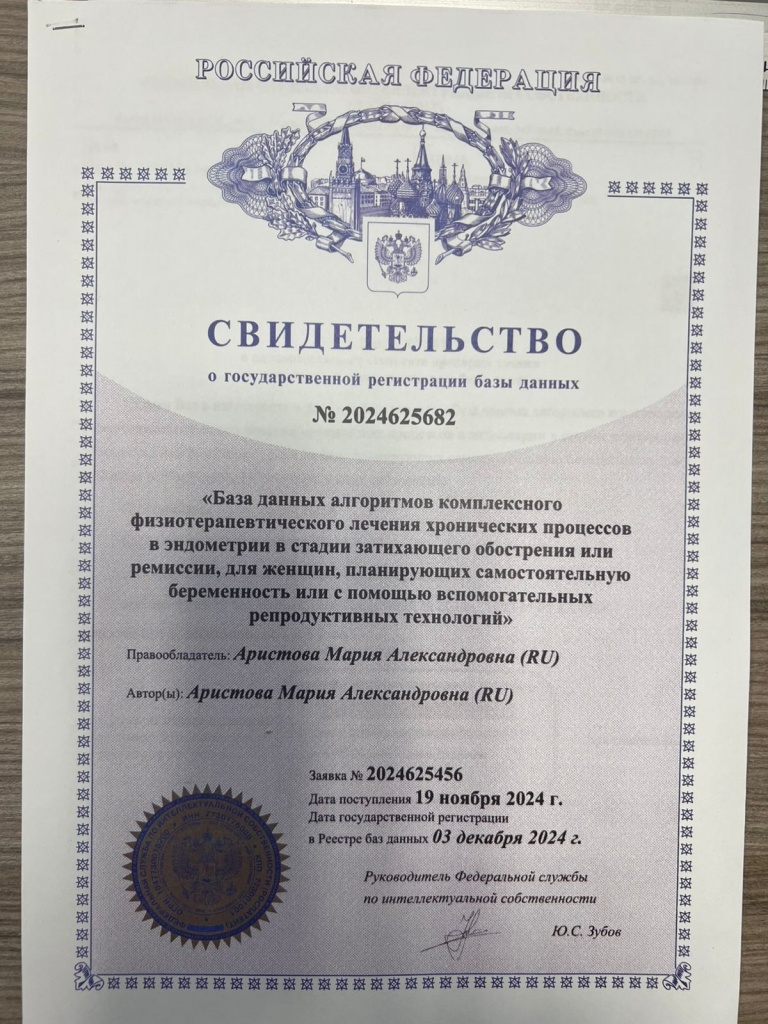 РОССИЙСКАЯ ФЕДЕРАЦИЯ
СВИДЕТЕЛЬСТВО
о государственной регистрации базы данных
№ 2024625682
«База данных алгоритмов комплексного
физиотерапевтического лечения хронических процессов
в эндометрии в стадии затихающего обострения или
ремиссии, для женщин, планирующих самостоятельную
беременность или с помощью вспомогательных
репродуктивных технологий»
Правообладатель: Аристова Мария Александровна (RU)
Автор(ы): Аристова Мария Александровна (RU)
Заявка № 2024625456
Дата поступления 19 ноября 2024 г.
Дата государственной регистрации
в Реестре баз данных 03 декабря 2024 г.
Руководитель Федеральной службы
по интеллектуальной собственности
Ю.С. Зубов